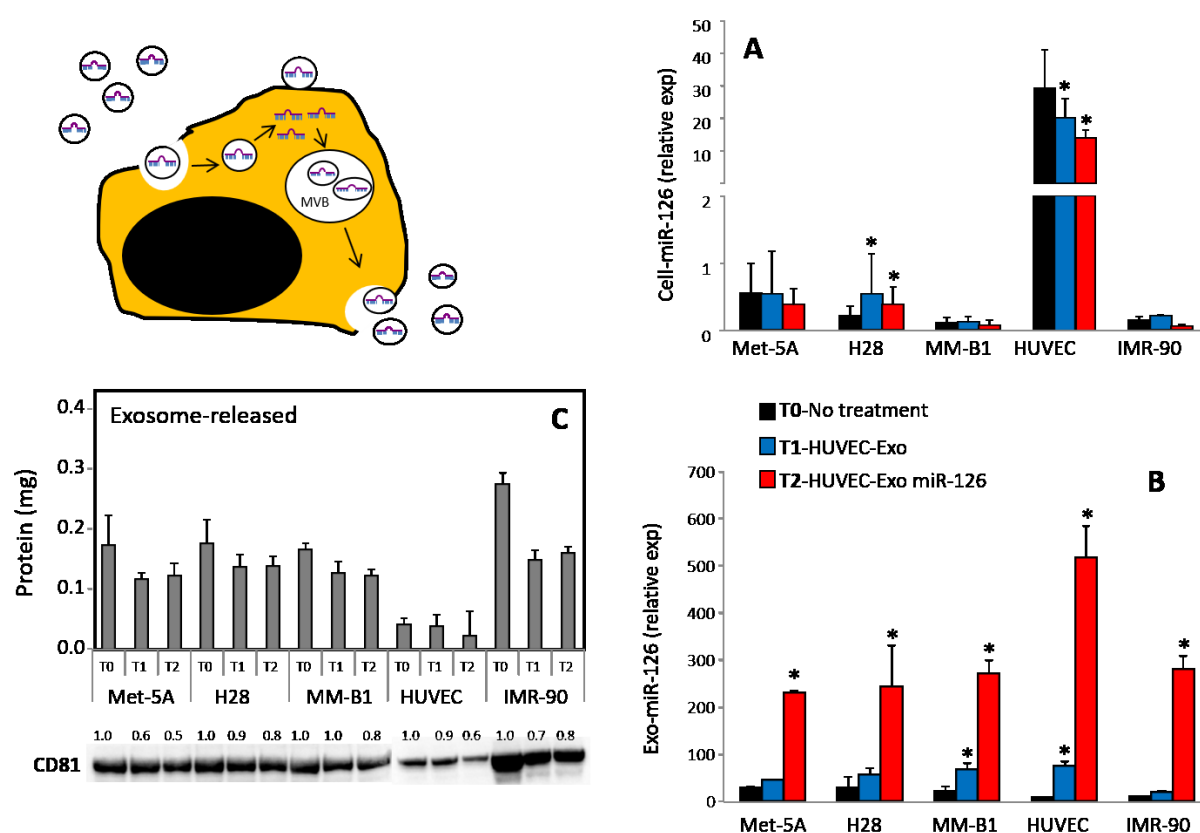 MVB
A
Cell-miR-126 (relative exp)
50
40
30
20
10
2
1
0
Met-5A H28 MM-B1 HUVEC IMR-90
T0-No treatment
T1-HUVEC-Exo
T2-HUVEC-Exo miR-126
B
Exo-miR-126 (relative exp)
700
600
500
400
300
200
100
0
* * * * * * *
Met-5A H28 MM-B1 HUVEC IMR-90
Exosome-released C
Protein (mg)
0.4
0.3
0.2
0.1
0.0
T0 T1 T2 T0 T1 T2 T0 T1 T2 T0 T1 T2 T0 T1 T2
Met-5A H28 MM-B1 HUVEC IMR-90
1.0 0.6 0.5 1.0 0.9 0.8 1.0 1.0 0.8 1.0 0.9 0.6 1.0 0.7 0.8
CD81